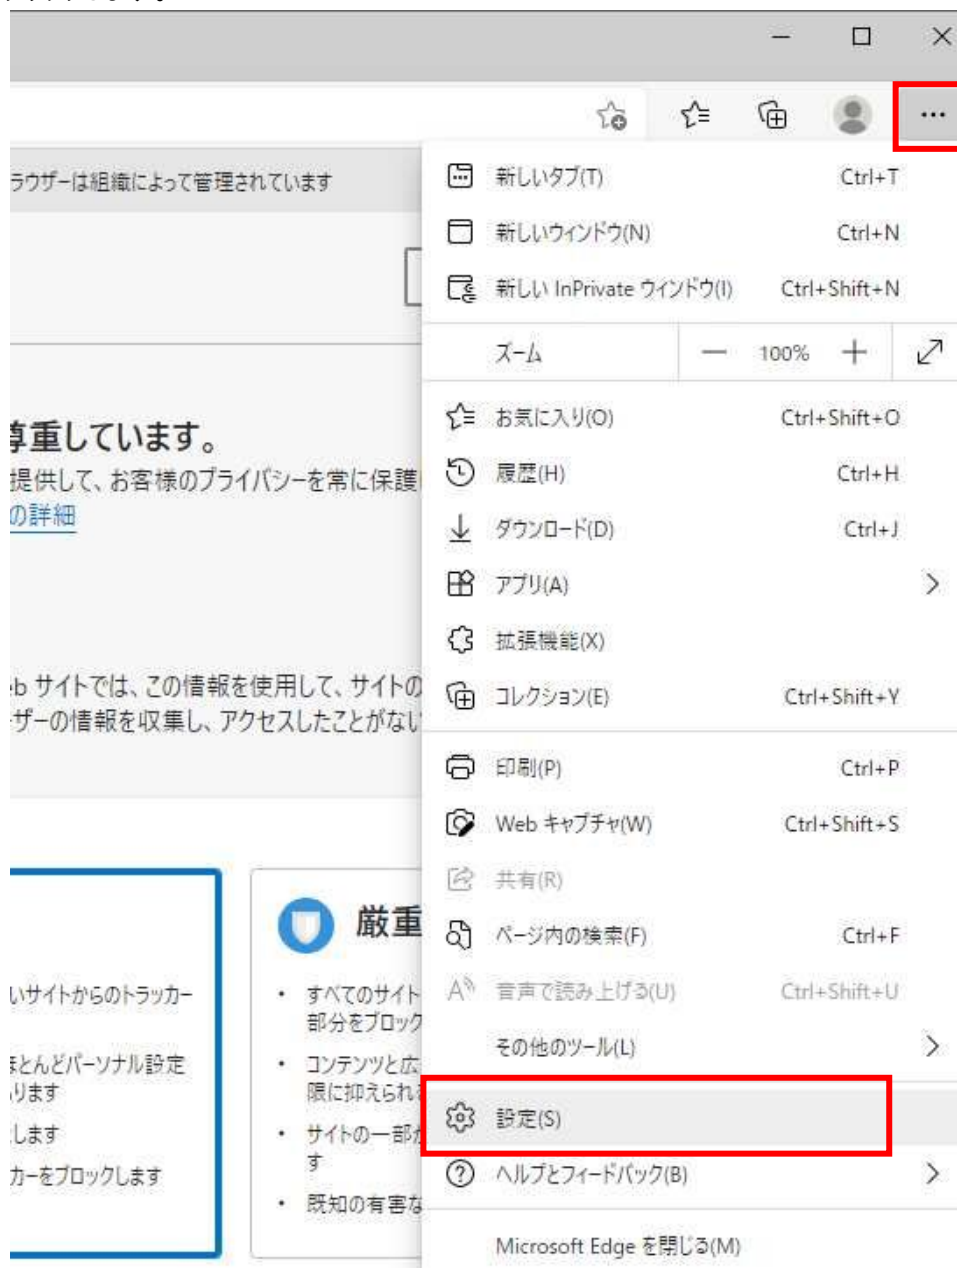 ラウザーは組織によって管理されています
新しいタブ(T) Ctrl+T
新しいウィンドウ(N) Ctrl+N
新しい InPrivate ウィンドウ(I) Ctrl+Shift+N
ズーム — 100% +
お気に入り(O) Ctrl+Shift+O
重しています。
提供して、お客様のプライバシーを常に保護
の詳細
履歴(H) Ctrl+H
ダウンロード(D) Ctrl+J
アプリ(A)
拡張機能(X)
コレクション(E) Ctrl+Shift+Y
b サイトでは、この情報を使用して、サイトの
ザーの情報を収集し、アクセスしたことがない
印刷(P) Ctrl+P
Web キャプチャ(W) Ctrl+Shift+S
共有(R)
ページ内の検索(F) Ctrl+F
音声で読み上げる(U) Ctrl+Shift+U
その他のツール(L)
設定(S)
ヘルプとフィードバック(B)
Microsoft Edge を閉じる(M)
いサイトからのトラッカー
ほとんどパーソナル設定
ります
します
カーをブロックします
厳重
• すべてのサイト
部分をブロック
• コンテンツと広
限に抑えられ
• サイトの一部
す
• 既知の有害な